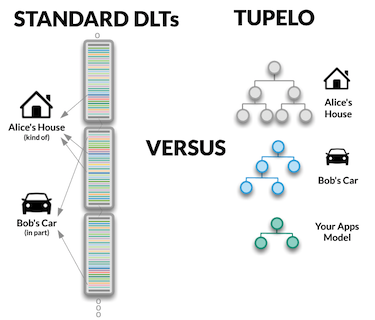 STANDARD DLTs
TUPELO
Alice's House
(kind of)
Alice's
House
VERSUS
Bob's Car
Bob's Car
(in part)
Your Apps
Model